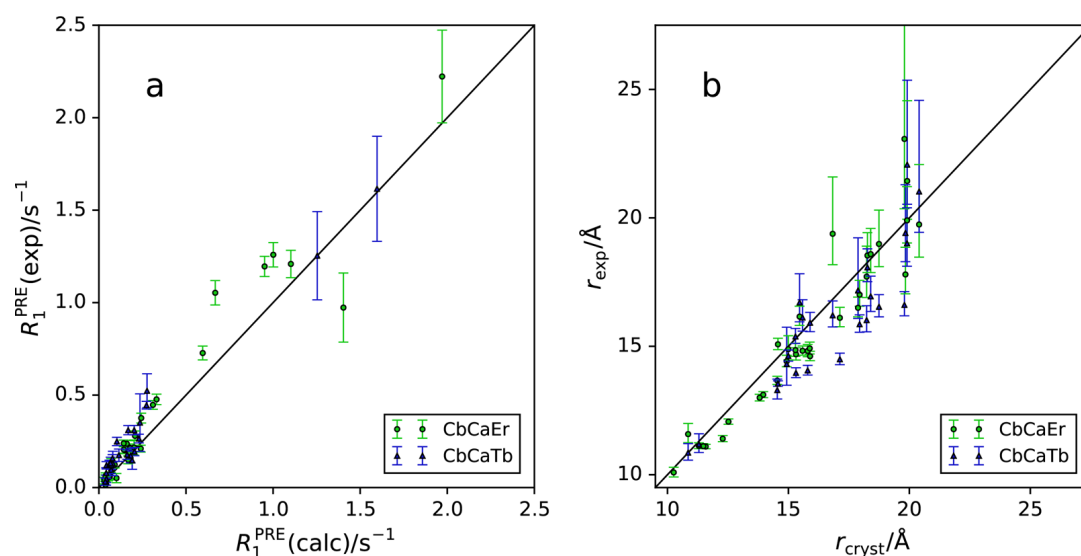 a
2.5
2.0
1.5
1.0
0.5
0.0
R₁ᴾᴿᴱ(exp)/s⁻¹
0.0 0.5 1.0 1.5 2.0 2.5
R₁ᴾᴿᴱ(calc)/s⁻¹
CbCaEr
CbCaTb
b
25
20
15
10
r_exp/Å
10 15 20 25
r_cryst/Å
CbCaEr
CbCaTb